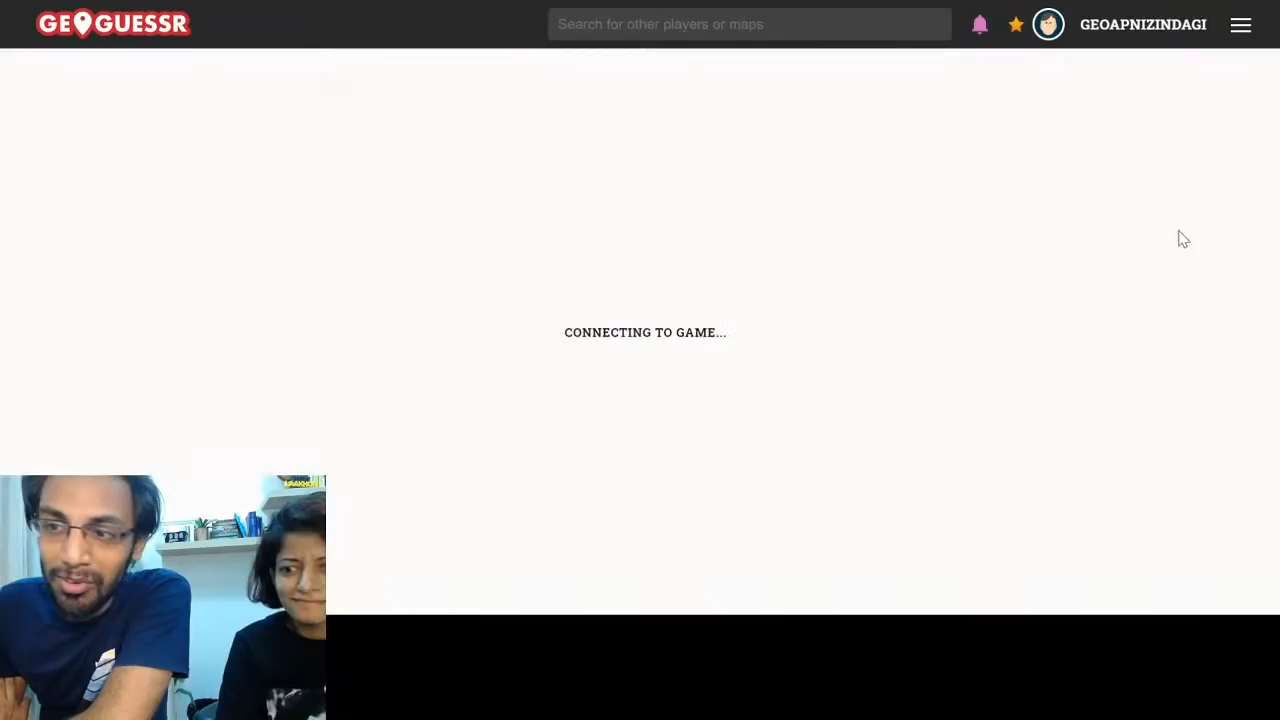 GEOGUESSR
Search for other players or maps
GEOAPNIZINDAGI
CONNECTING TO GAME...